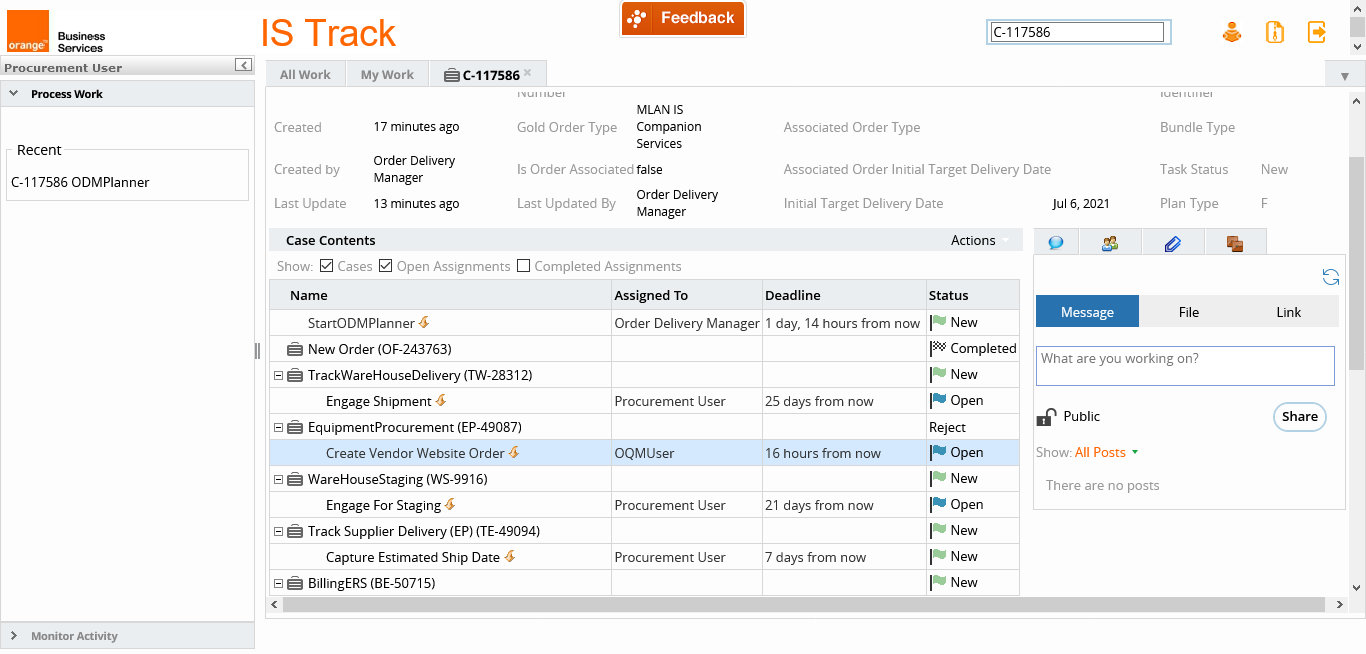 orange™
Business
Services
IS Track
Feedback
C-117586
Procurement User
Process Work
Recent
C-117586 ODMPlanner
Monitor Activity
All Work
My Work
C-117586
Number
Identifier
Created
17 minutes ago
Gold Order Type
MLAN IS
Companion
Services
Associated Order Type
Bundle Type
Created by
Order Delivery
Manager
Is Order Associated
false
Associated Order Initial Target Delivery Date
Task Status
New
Last Update
13 minutes ago
Last Updated By
Order Delivery
Manager
Initial Target Delivery Date
Jul 6, 2021
Plan Type
F
Case Contents
Actions
Show: Cases Open Assignments Completed Assignments
Name Assigned To Deadline Status
StartODMPlanner Order Delivery Manager 1 day, 14 hours from now New
New Order (OF-243763) Completed
TrackWareHouseDelivery (TW-28312) New
Engage Shipment Procurement User 25 days from now Open
EquipmentProcurement (EP-49087) Reject
Create Vendor Website Order OQMUser 16 hours from now Open
WareHouseStaging (WS-9916) New
Engage For Staging Procurement User 21 days from now Open
Track Supplier Delivery (EP) (TE-49094) New
Capture Estimated Ship Date Procurement User 7 days from now New
BillingERS (BE-50715) New
Message File Link
What are you working on?
Public
Share
Show: All Posts
There are no posts